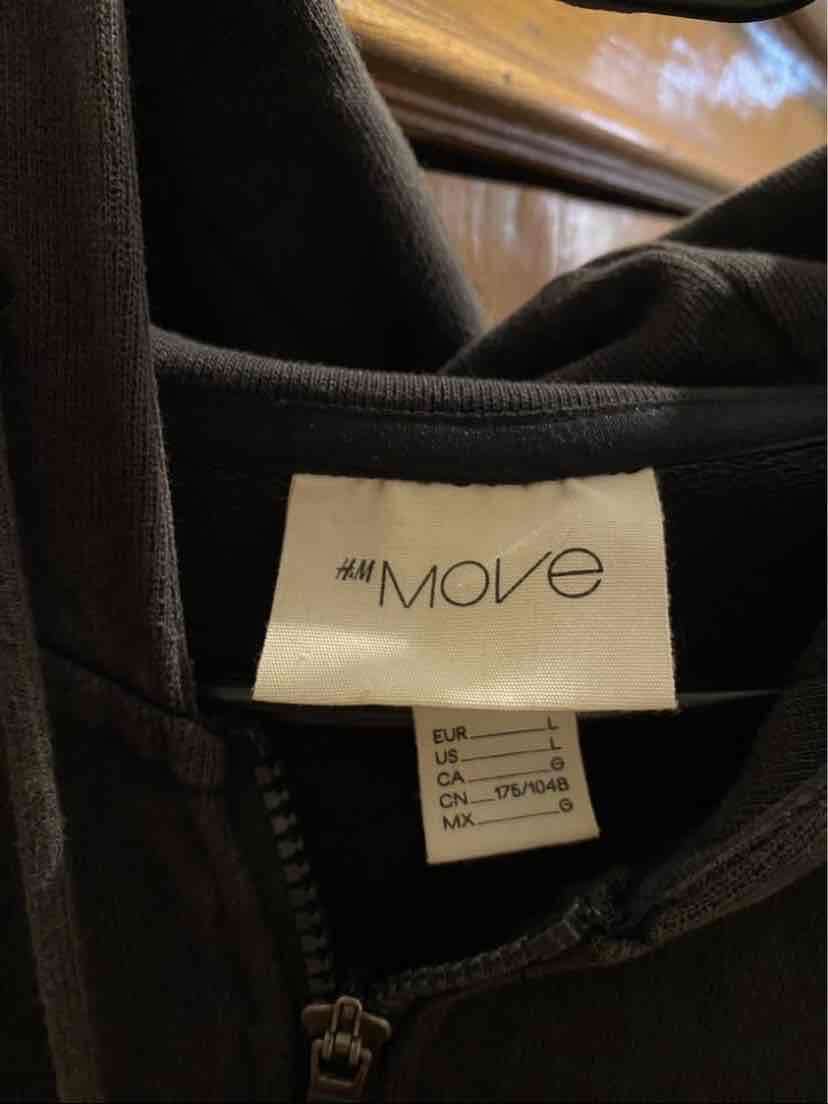 H&M MOVE
EUR L
US L
CA G
CN 175/104B
MX G